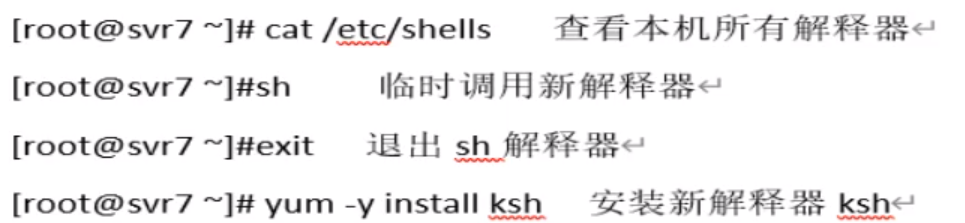 [root@svr7 ~]# cat /etc/shells 查看本机所有解释器↵
[root@svr7 ~]#sh 临时调用新解释器↵
[root@svr7 ~]#exit 退出 sh 解释器↵
[root@svr7 ~]# yum -y install ksh 安装新解释器 ksh↵